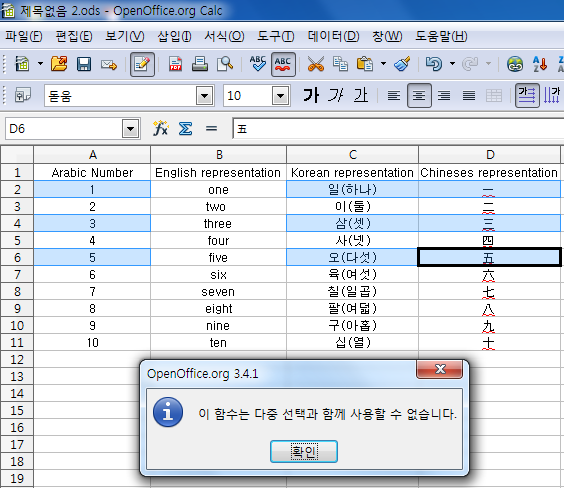 제목없음 2.ods - OpenOffice.org Calc
파일(F) 편집(E) 보기(V) 삽입(I) 서식(O) 도구(T) 데이터(D) 창(W) 도움말(H)
ABC ABC A Z
돋움 10 가 가 가 가
D6 = 五
A B C D
1 Arabic Number English representation Korean representation Chineses representation
2 1 one 일(하나) 一
3 2 two 이(둘) 二
4 3 three 삼(셋) 三
5 4 four 사(넷) 四
6 5 five 오(다섯) 五
7 6 six 육(여섯) 六
8 7 seven 칠(일곱) 七
9 8 eight 팔(여덟) 八
10 9 nine 구(아홉) 九
11 10 ten 십(열) 十
12
13
14
15
16
17
18
19
OpenOffice.org 3.4.1
이 함수는 다중 선택과 함께 사용할 수 없습니다.
확인